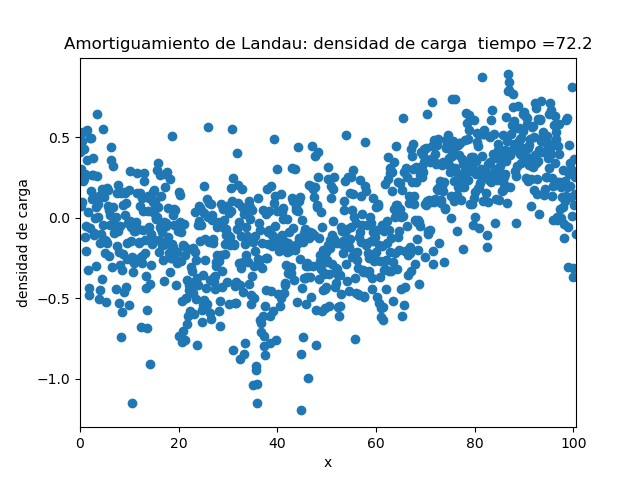 Amortiguamiento de Landau: densidad de carga  tiempo =72.2
densidad de carga
0.5
0.0
−0.5
−1.0
0 20 40 60 80 100
x